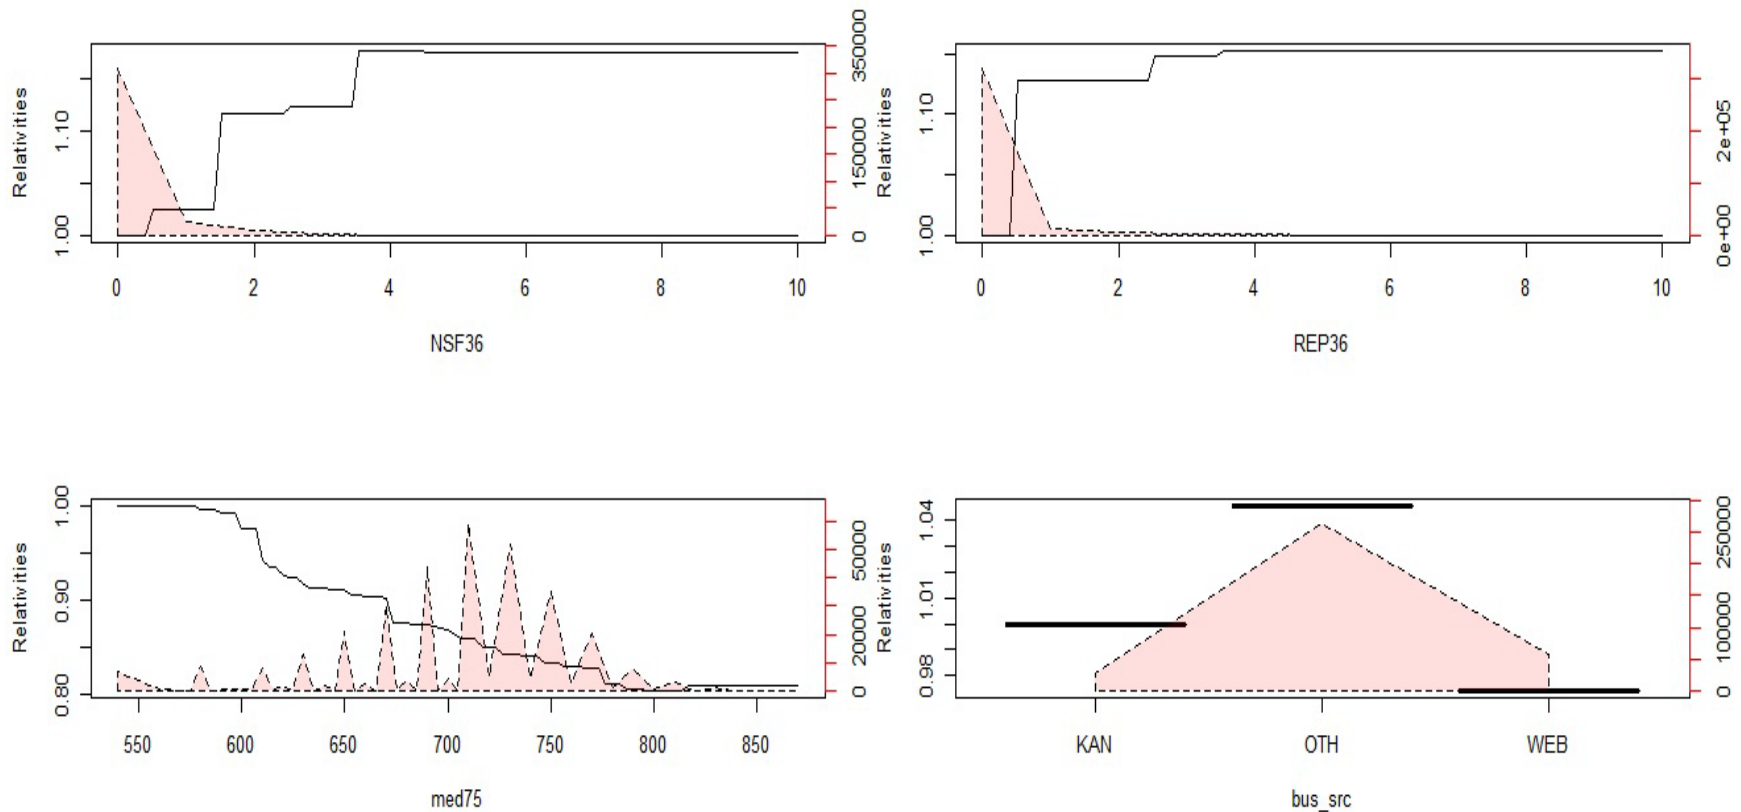 Relativities
1.00 1.10
0 150000 350000
0 2 4 6 8 10
NSF36
Relativities
1.00 1.10
0e+00 2e+05
0 2 4 6 8 10
REP36
Relativities
0.80 0.90 1.00
0 20000 50000
550 600 650 700 750 800 850
med75
Relativities
0.98 1.01 1.04
0 100000 250000
KAN OTH WEB
bus_src